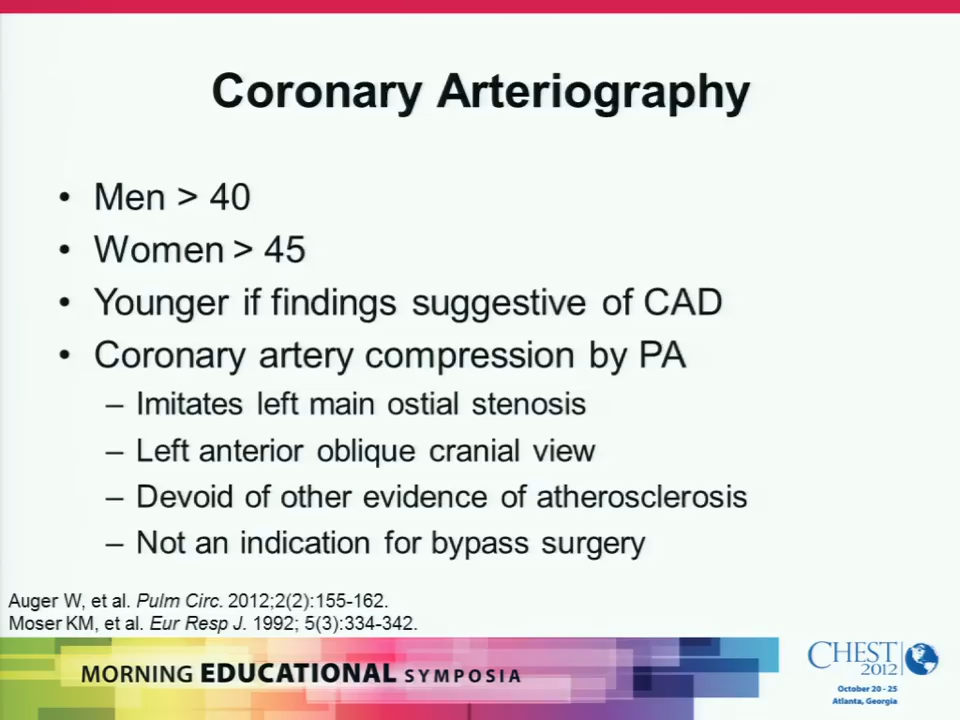 Coronary Arteriography
• Men > 40
• Women > 45
• Younger if findings suggestive of CAD
• Coronary artery compression by PA
– Imitates left main ostial stenosis
– Left anterior oblique cranial view
– Devoid of other evidence of atherosclerosis
– Not an indication for bypass surgery
Auger W, et al. Pulm Circ. 2012;2(2):155-162.
Moser KM, et al. Eur Resp J. 1992; 5(3):334-342.
MORNING EDUCATIONAL SYMPOSIA
CHEST
2012
October 20 - 25
Atlanta, Georgia